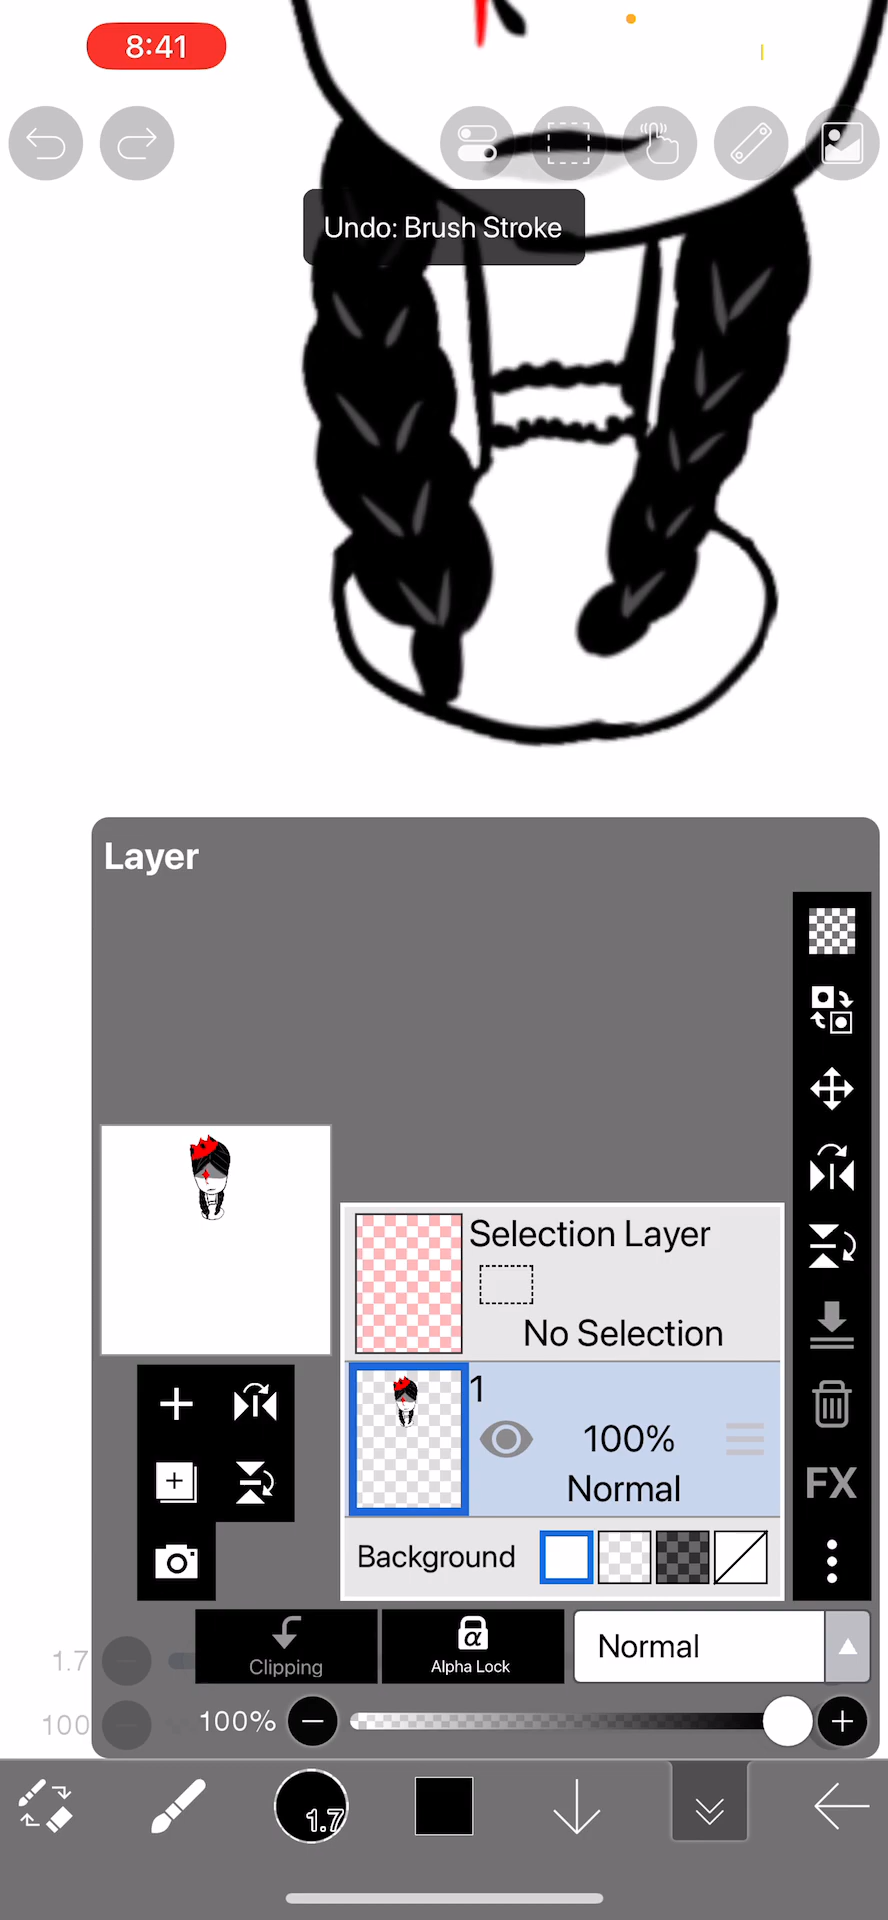 8:41
Undo: Brush Stroke
Layer
Selection Layer
No Selection
1
100%
Normal
Background
Clipping
α
Alpha Lock
Normal
FX
1.7
100
100%
1.7